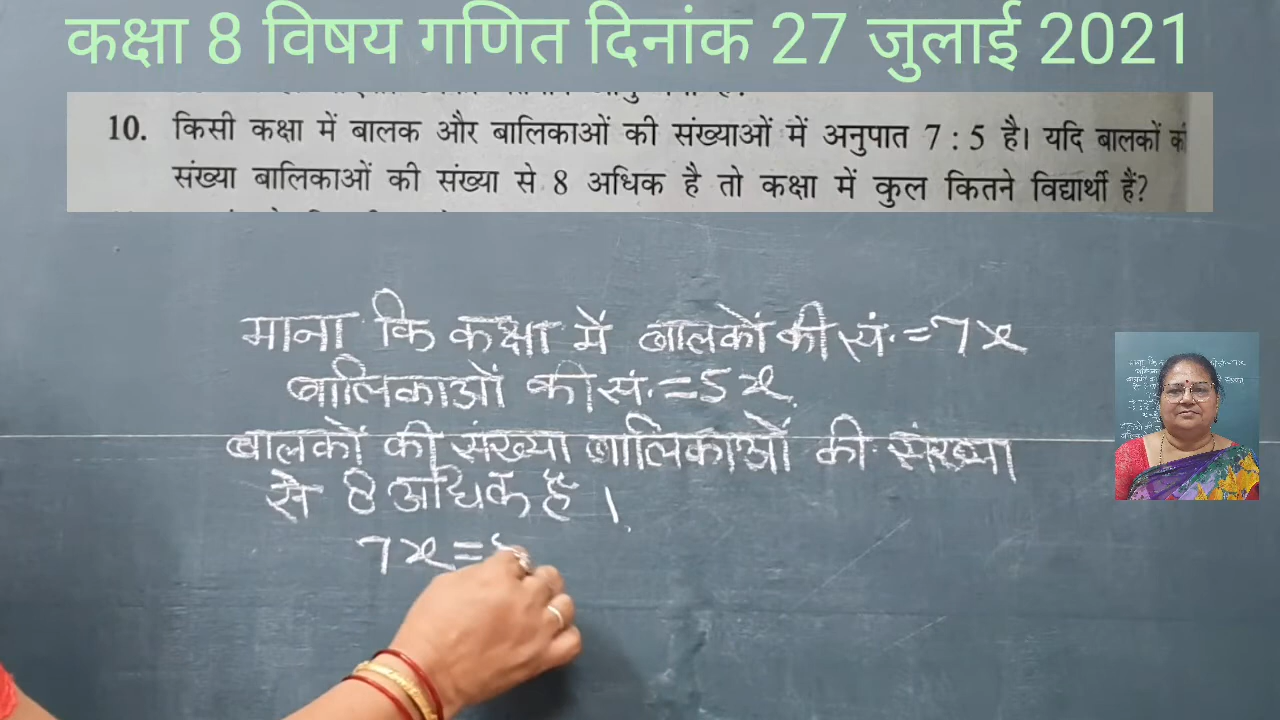 कक्षा 8 विषय गणित दिनांक 27 जुलाई 2021
10. किसी कक्षा में बालक और बालिकाओं की संख्याओं में अनुपात 7 : 5 है। यदि बालकों की
संख्या बालिकाओं की संख्या से 8 अधिक है तो कक्षा में कुल कितने विद्यार्थी हैं?
माना कि कक्षा में बालकों की सं. = 7x
बालिकाओं की सं. = 5x
बालकों की संख्या बालिकाओं की संख्या
से 8 अधिक है।
7x =